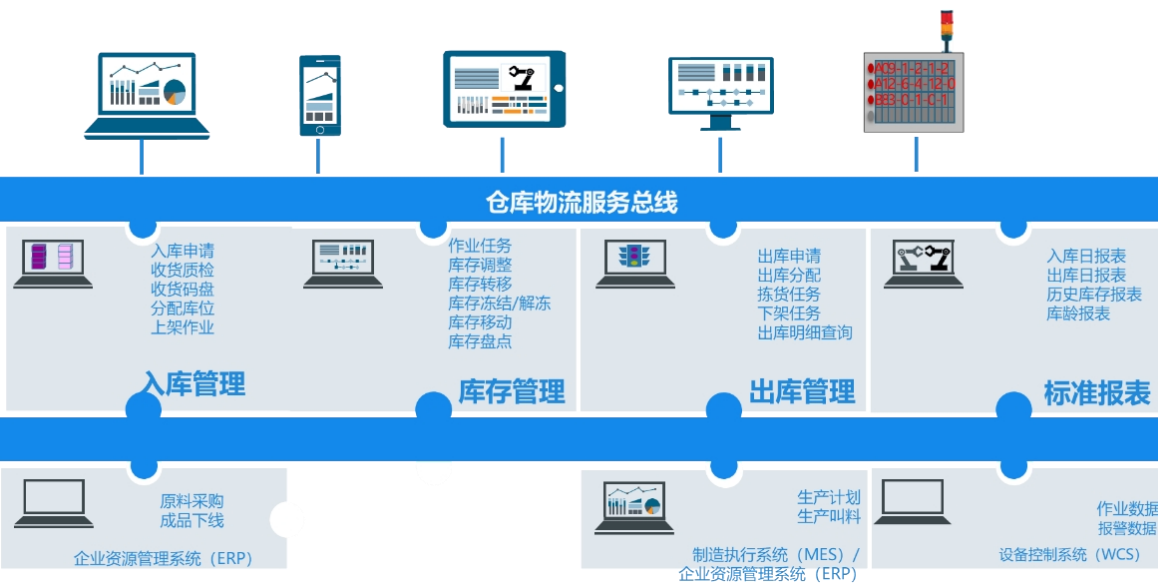 A09-1-2-1-2
A12-6-4-12-0
B83-0-1-0-1
仓库物流服务总线
入库申请
收货质检
收货码盘
分配库位
上架作业
入库管理
作业任务
库存调整
库存转移
库存冻结/解冻
库存移动
库存盘点
库存管理
出库申请
出库分配
拣货任务
下架任务
出库明细查询
出库管理
入库日报表
出库日报表
历史库存报表
库龄报表
标准报表
原料采购
成品下线
企业资源管理系统（ERP）
生产计划
生产叫料
制造执行系统（MES）/
企业资源管理系统（ERP）
作业数据
报警数据
设备控制系统（WCS）